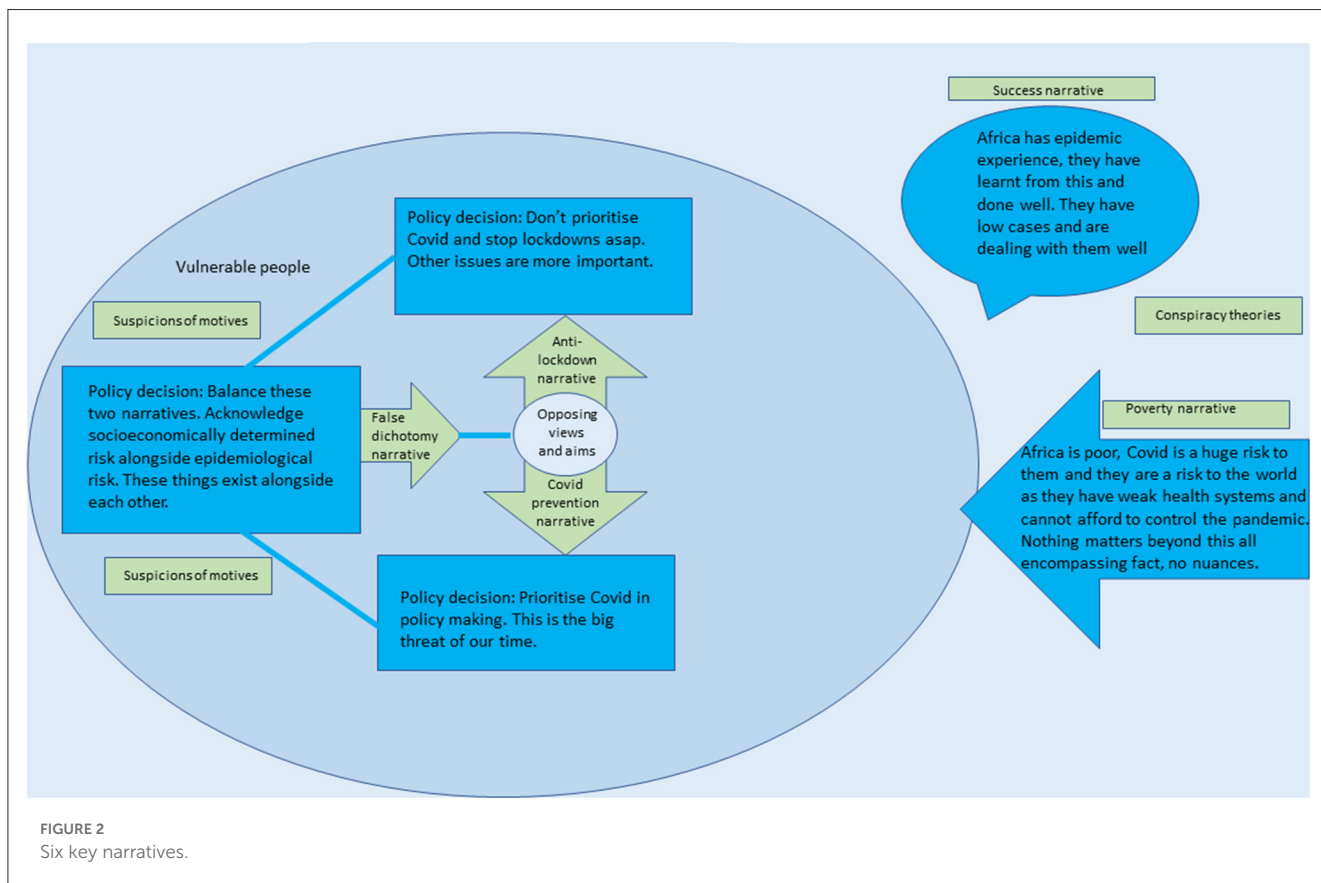 Success narrative
Africa has epidemic
experience, they have
learnt from this and
done well. They have
low cases and are
dealing with them well
Conspiracy theories
Poverty narrative
Africa is poor, Covid is a huge risk to
them and they are a risk to the world
as they have weak health systems and
cannot afford to control the pandemic.
Nothing matters beyond this all
encompassing fact, no nuances.
Vulnerable people
Suspicions of motives
Policy decision: Don't prioritise
Covid and stop lockdowns asap.
Other issues are more important.
Policy decision: Balance these
two narratives. Acknowledge
socioeconomically determined
risk alongside epidemiological
risk. These things exist alongside
each other.
False
dichotomy
narrative
Anti-
lockdown
narrative
Opposing
views
and aims
Covid
prevention
narrative
Suspicions of motives
Policy decision: Prioritise Covid in
policy making. This is the big
threat of our time.
FIGURE 2
Six key narratives.